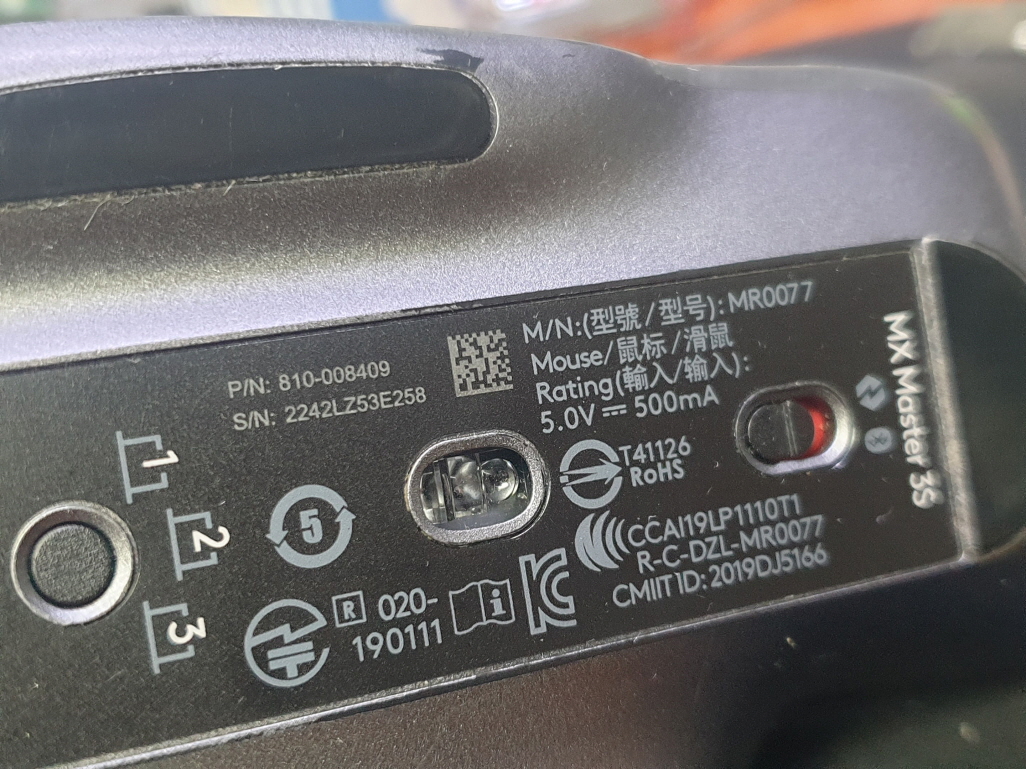 P/N: 810-008409
S/N: 2242LZ53E258
M/N:(型號/型号): MR0077
Mouse/鼠标/滑鼠
Rating(輸入/输入):
5.0V ⎓ 500mA
MX Master 3S
1
2
3
5
T41126
RoHS
CCAI19LP1110T1
R-C-DZL-MR0077
CMIIT ID: 2019DJ5166
R 020-
190111